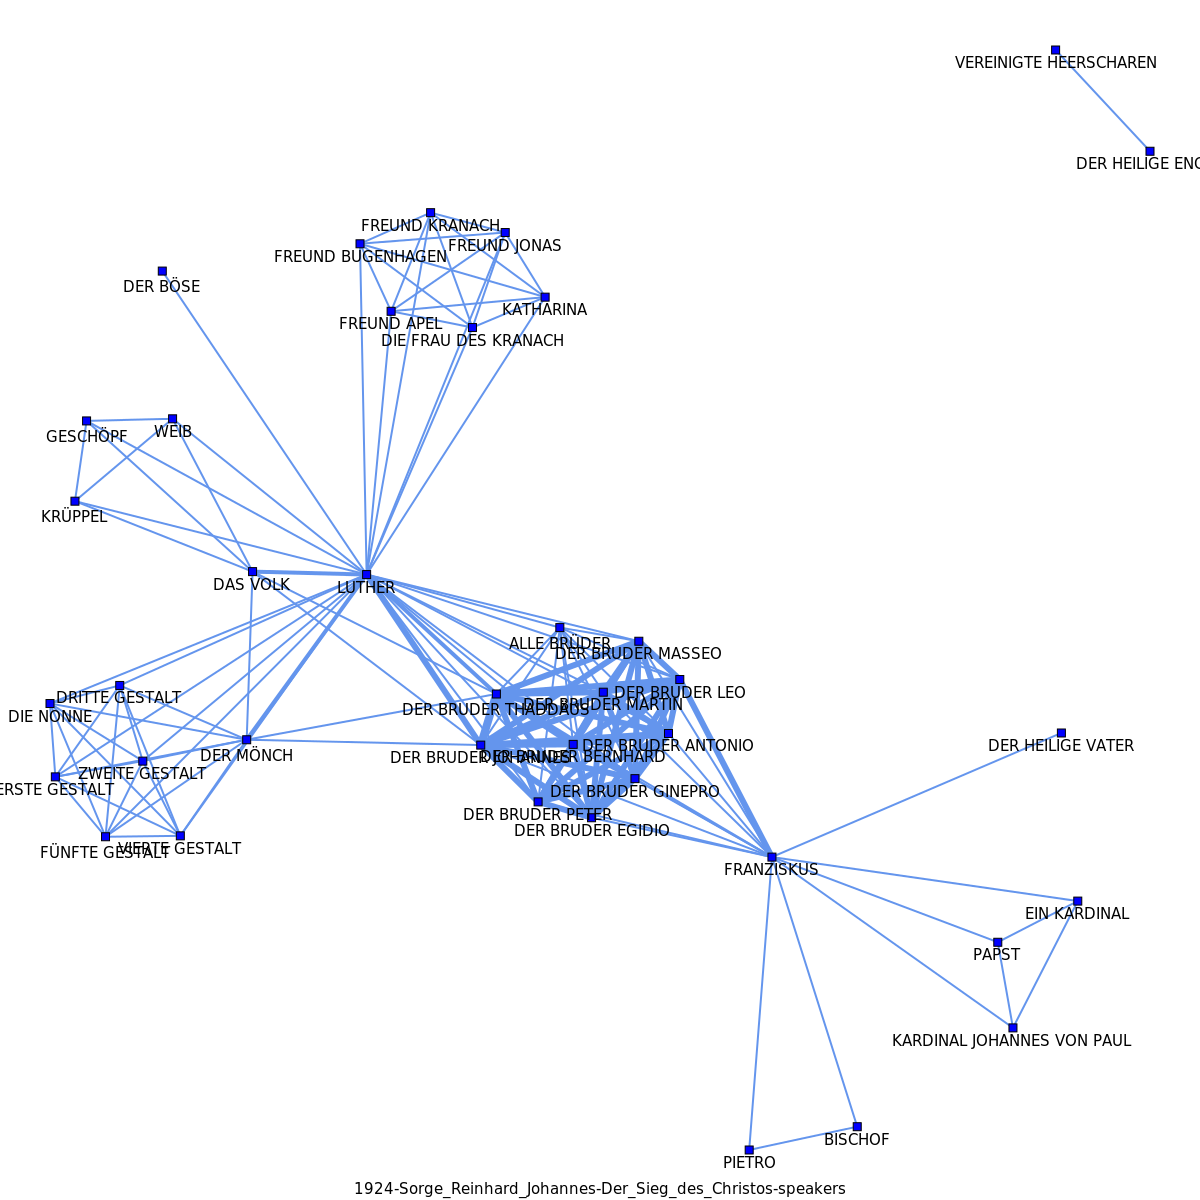 VEREINIGTE HEERSCHAREN
DER HEILIGE ENG
FREUND KRANACH
FREUND JONAS
FREUND BUGENHAGEN
DER BÖSE
KATHARINA
FREUND APEL
DIE FRAU DES KRANACH
GESCHÖPF
WEIB
KRÜPPEL
DAS VOLK
LUTHER
ALLE BRÜDER
DER BRUDER MASSEO
DER BRUDER LEO
DRITTE GESTALT
DER BRUDER MARTIN
DER BRUDER THADDÄUS
DIE NONNE
DER BRUDER ANTONIO
DER HEILIGE VATER
DER MÖNCH
DER BRUDER JOHANNES
DER BRUDER BERNHARD
ZWEITE GESTALT
ERSTE GESTALT
DER BRUDER GINEPRO
DER BRUDER PETER
DER BRUDER EGIDIO
FÜNFTE GESTALT
VIERTE GESTALT
FRANZISKUS
EIN KARDINAL
PAPST
KARDINAL JOHANNES VON PAUL
BISCHOF
PIETRO
1924-Sorge_Reinhard_Johannes-Der_Sieg_des_Christos-speakers